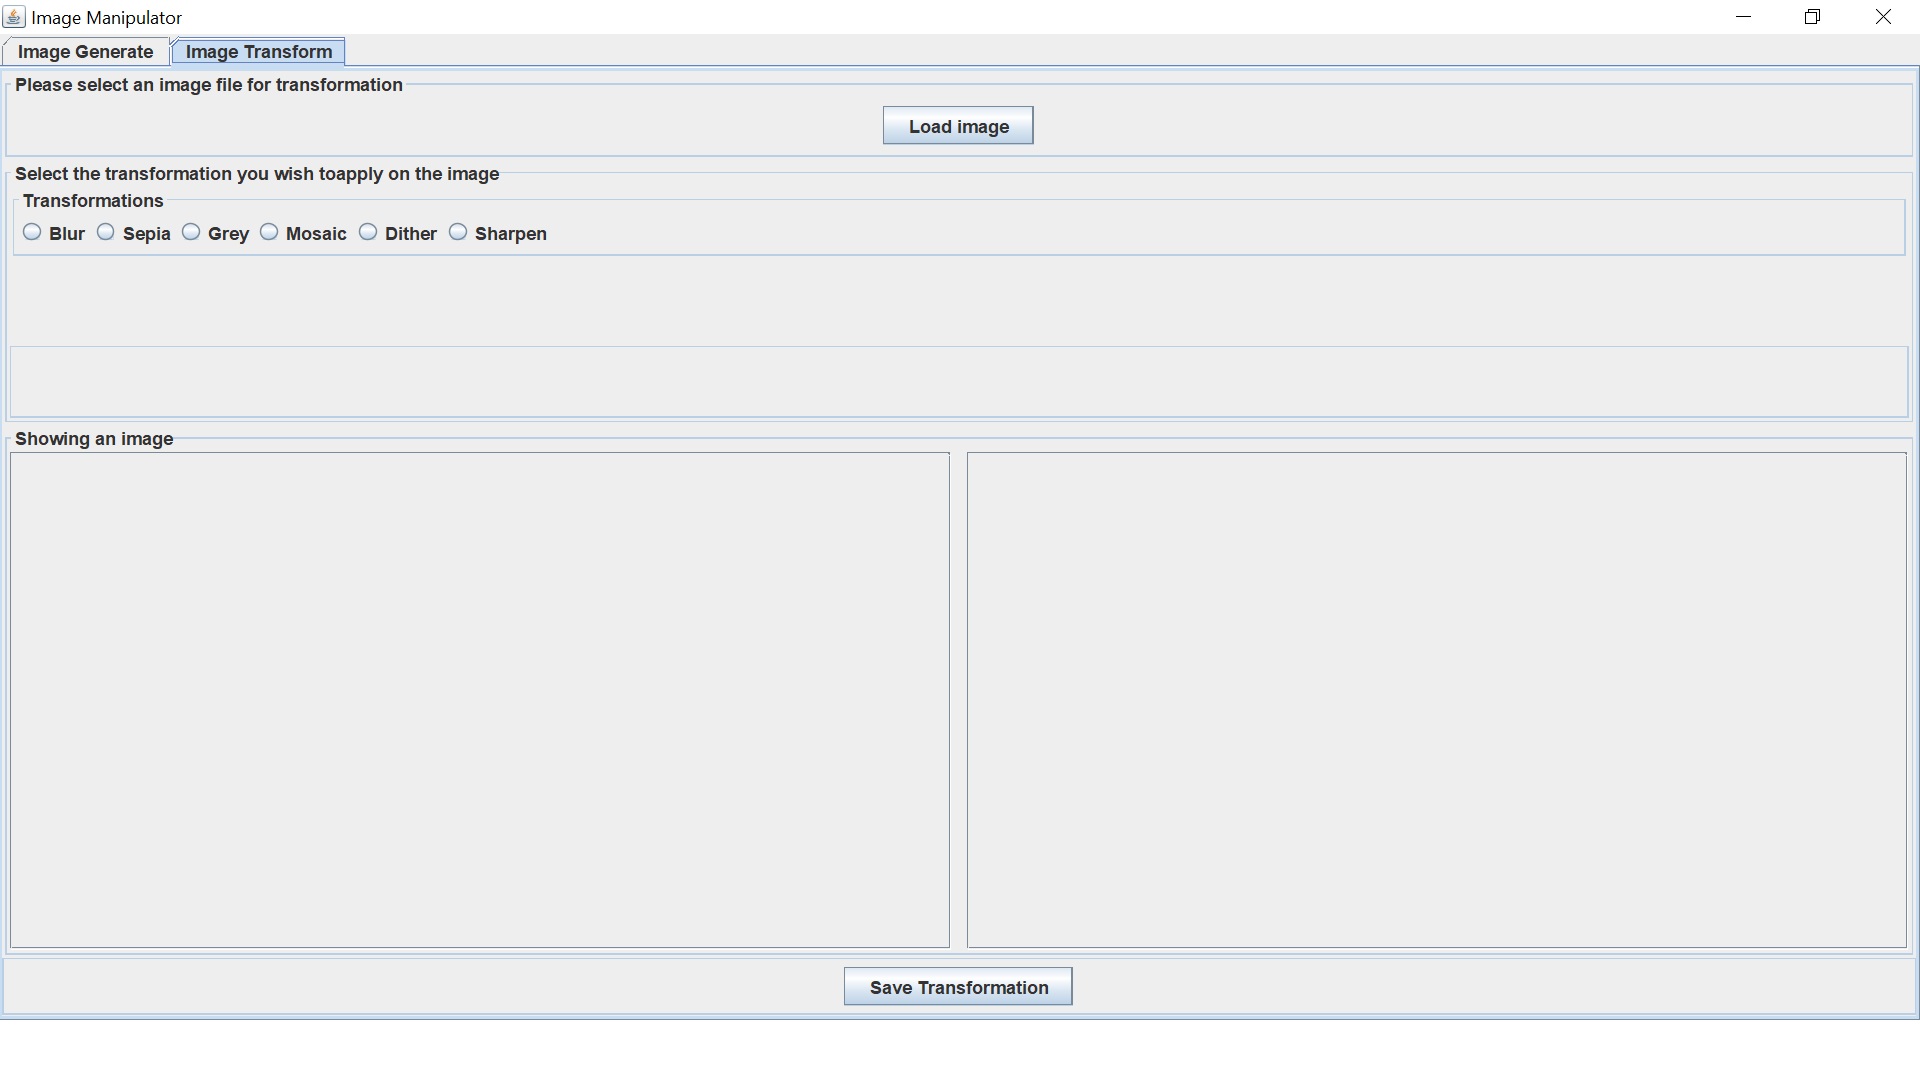 Image Manipulator
Image Generate Image Transform
Please select an image file for transformation
Load image
Select the transformation you wish toapply on the image
Transformations
Blur Sepia Grey Mosaic Dither Sharpen
Showing an image
Save Transformation